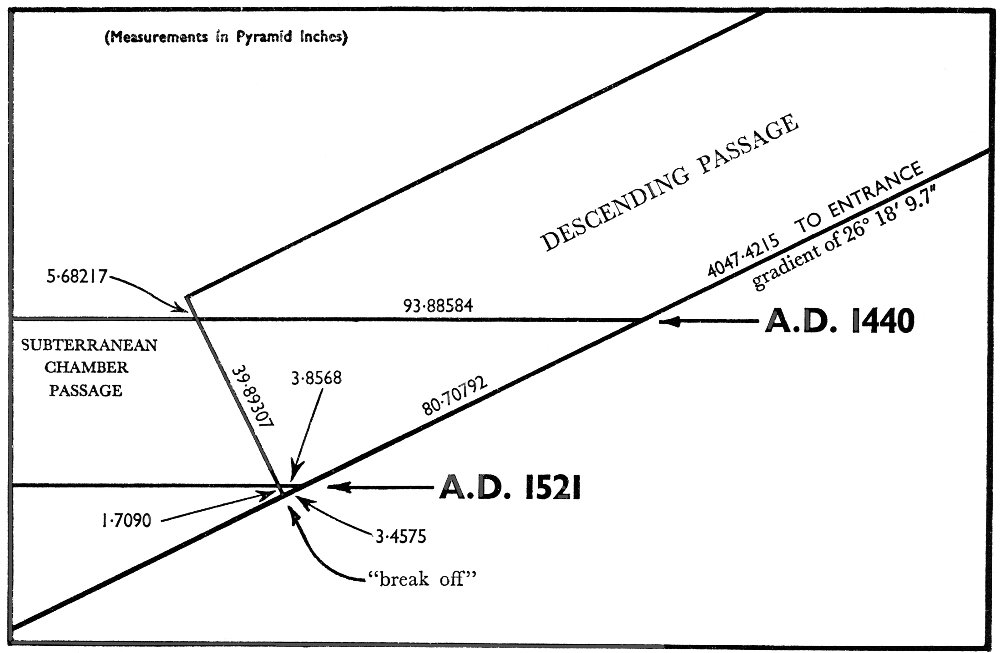 (Measurements in Pyramid Inches)
DESCENDING PASSAGE
4047·4215 TO ENTRANCE
gradient of 26° 18′ 9.7″
5·68217
93·88584
A.D. 1440
SUBTERRANEAN
CHAMBER
PASSAGE
39·89307
3·8568
80·70792
A.D. 1521
1·7090
3·4575
“break off”